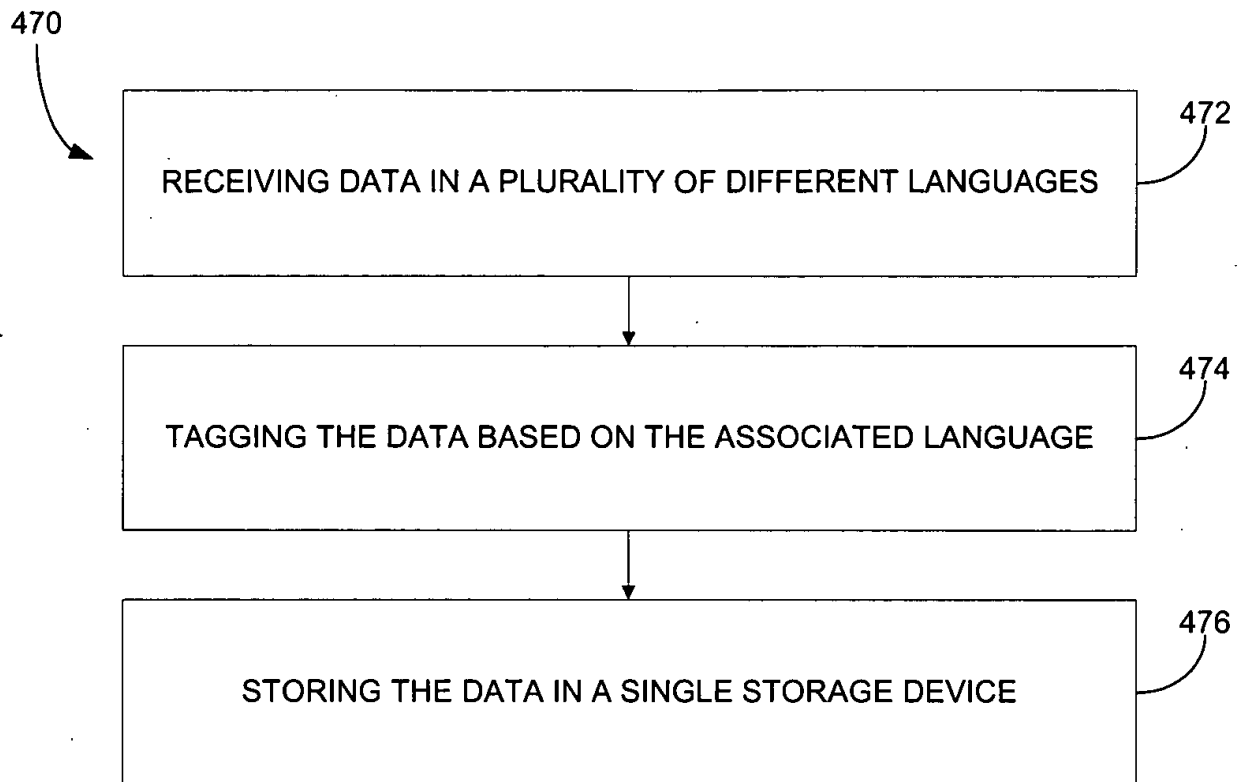 470
472
RECEIVING DATA IN A PLURALITY OF DIFFERENT LANGUAGES
474
TAGGING THE DATA BASED ON THE ASSOCIATED LANGUAGE
476
STORING THE DATA IN A SINGLE STORAGE DEVICE